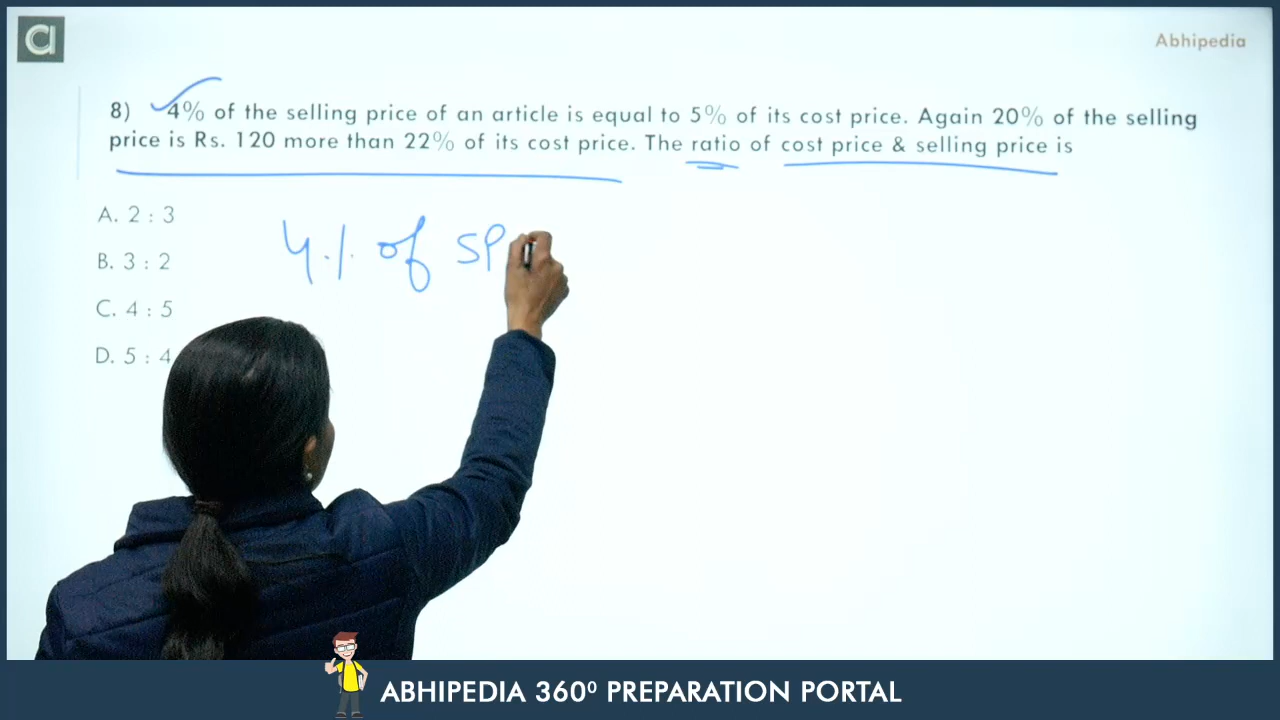 a
Abhipedia
8) 4% of the selling price of an article is equal to 5% of its cost price. Again 20% of the selling
price is Rs. 120 more than 22% of its cost price. The ratio of cost price & selling price is
A. 2 : 3
B. 3 : 2
C. 4 : 5
D. 5 : 4
4.% of SP
ABHIPEDIA 360⁰ PREPARATION PORTAL